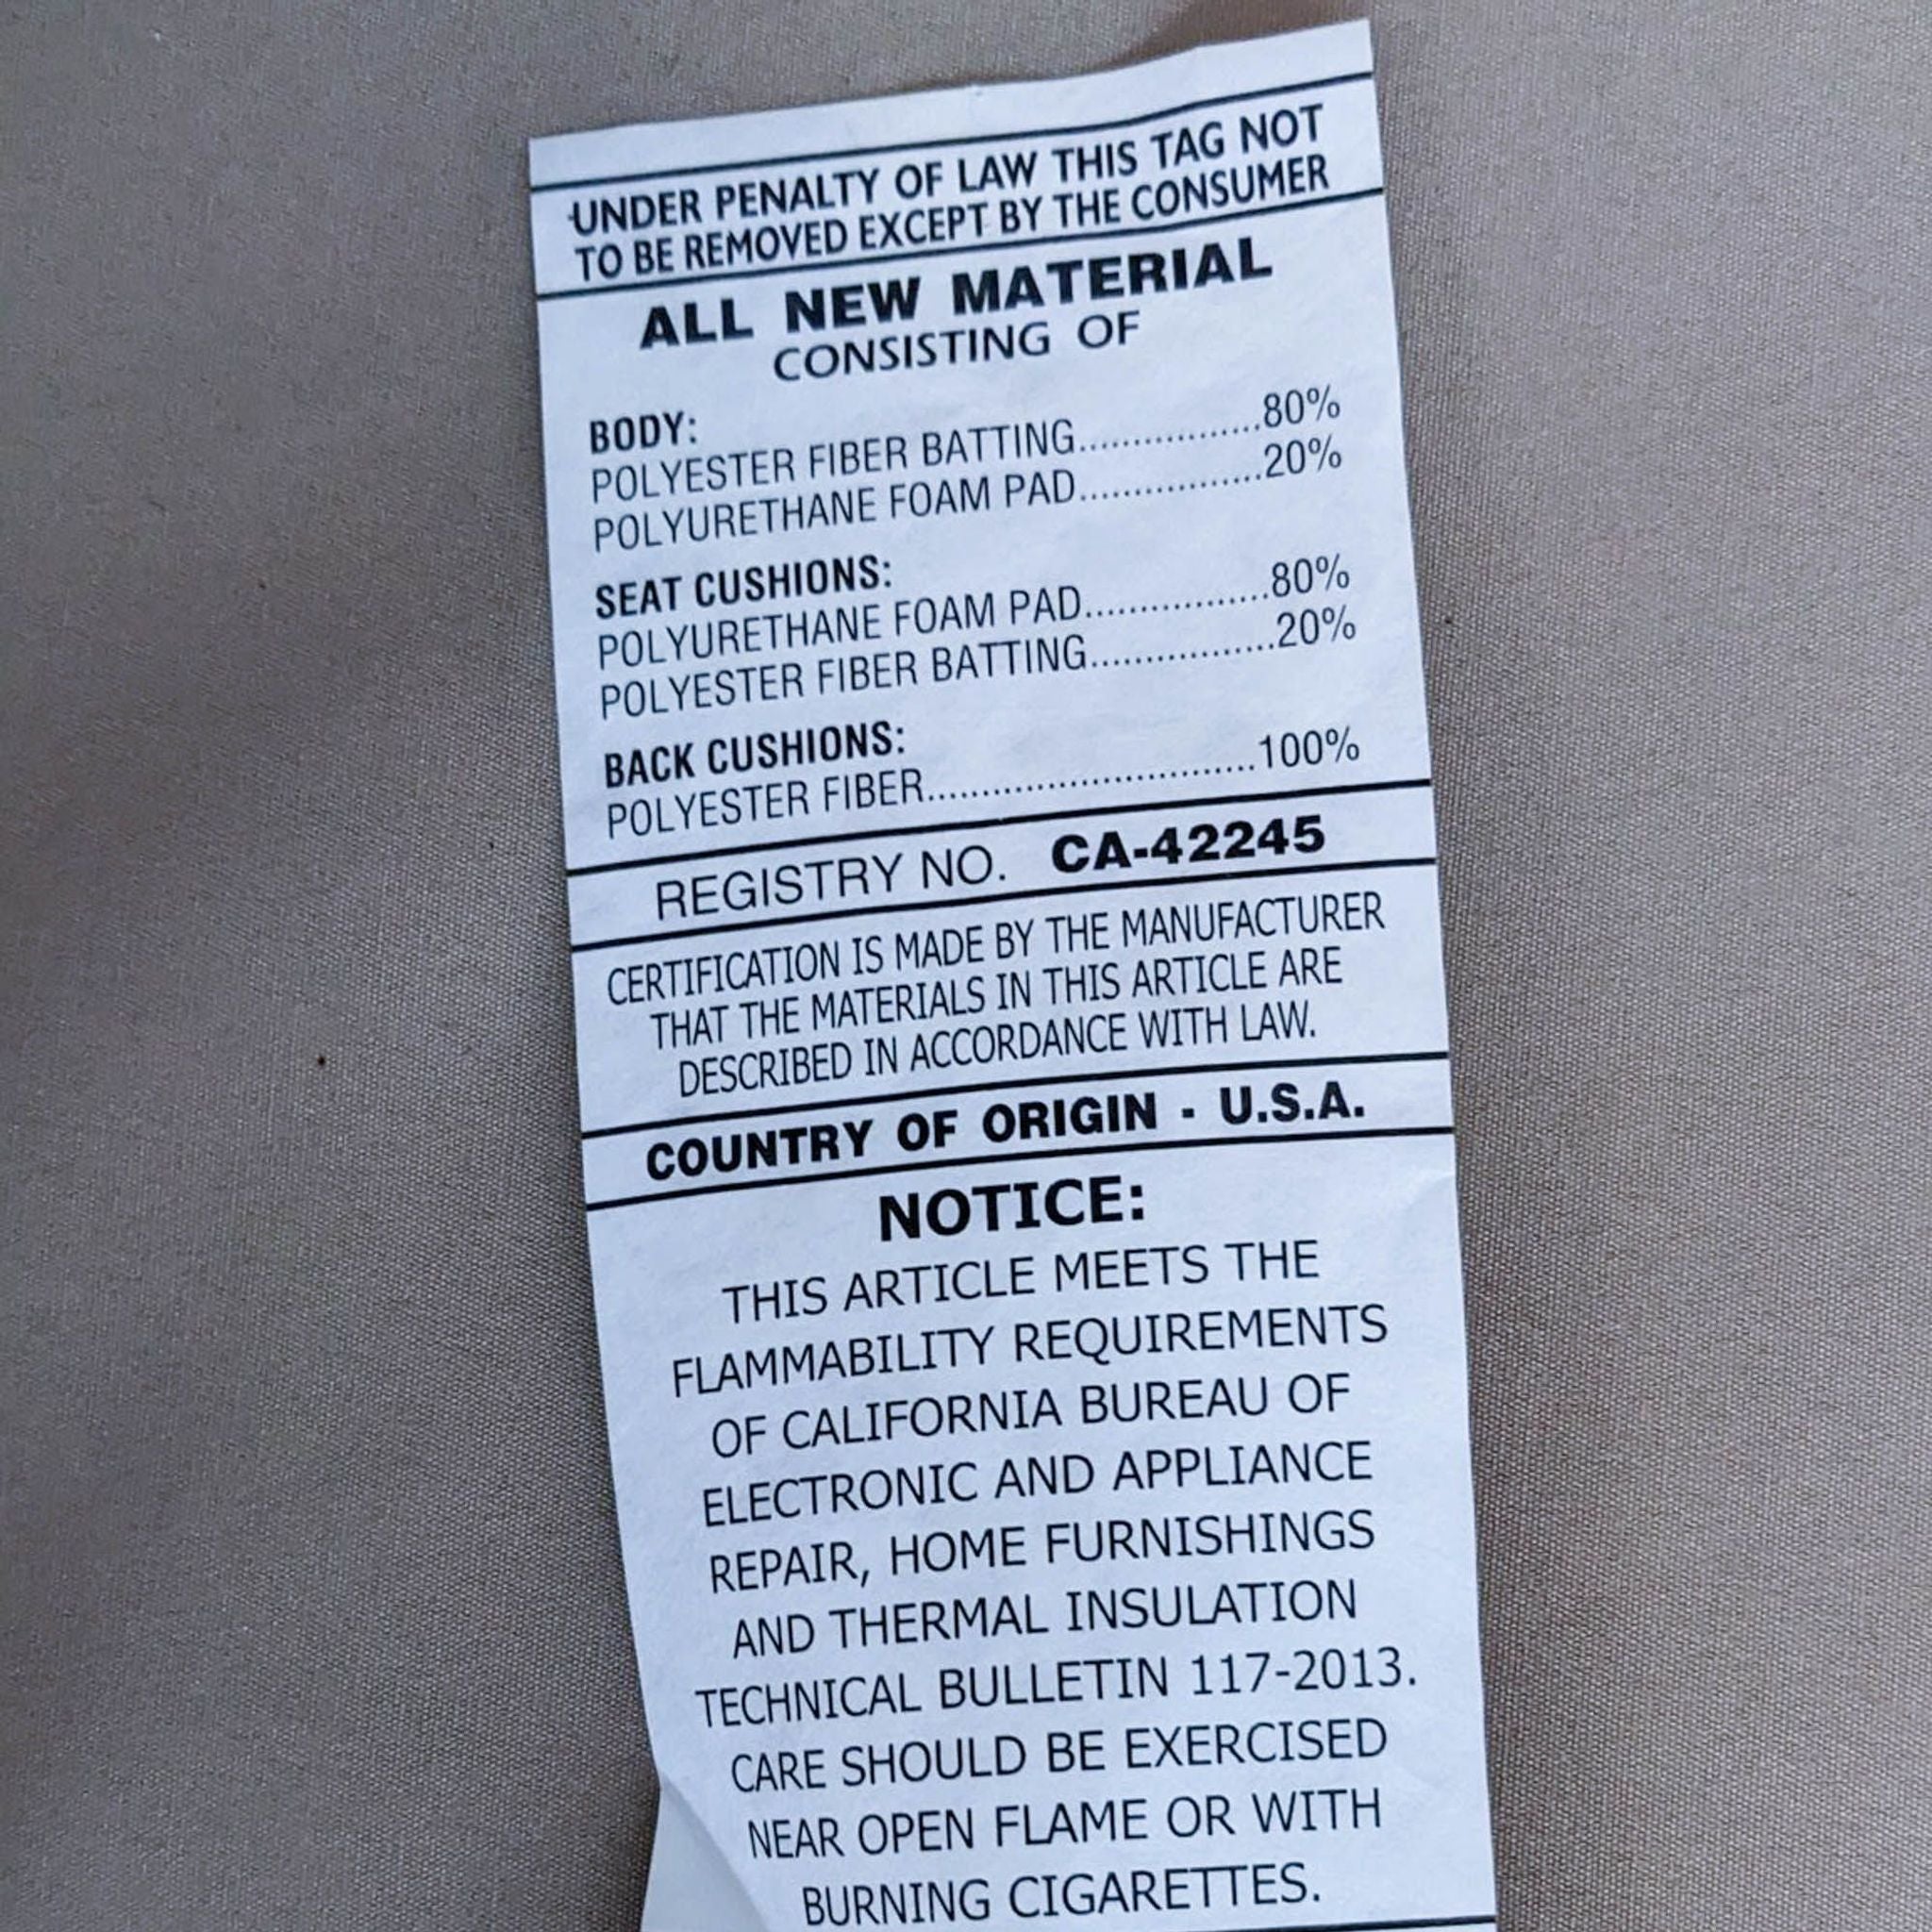 UNDER PENALTY OF LAW THIS TAG NOT
TO BE REMOVED EXCEPT BY THE CONSUMER
ALL NEW MATERIAL
CONSISTING OF
BODY:
POLYESTER FIBER BATTING.................80%
POLYURETHANE FOAM PAD.................20%
SEAT CUSHIONS:
POLYURETHANE FOAM PAD.................80%
POLYESTER FIBER BATTING.................20%
BACK CUSHIONS:
POLYESTER FIBER..............................100%
REGISTRY NO. CA-42245
CERTIFICATION IS MADE BY THE MANUFACTURER
THAT THE MATERIALS IN THIS ARTICLE ARE
DESCRIBED IN ACCORDANCE WITH LAW.
COUNTRY OF ORIGIN - U.S.A.
NOTICE:
THIS ARTICLE MEETS THE
FLAMMABILITY REQUIREMENTS
OF CALIFORNIA BUREAU OF
ELECTRONIC AND APPLIANCE
REPAIR, HOME FURNISHINGS
AND THERMAL INSULATION
TECHNICAL BULLETIN 117-2013.
CARE SHOULD BE EXERCISED
NEAR OPEN FLAME OR WITH
BURNING CIGARETTES.